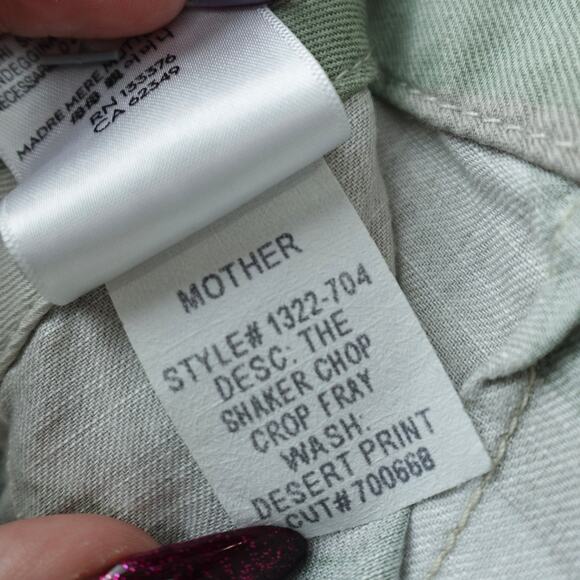 MADRE MERE
RN 133376
CA 62349
MOTHER
STYLE# 1322-704
DESC: THE
SHAKER CHOP
CROP FRAY
WASH:
DESERT PRINT
CUT# 700668